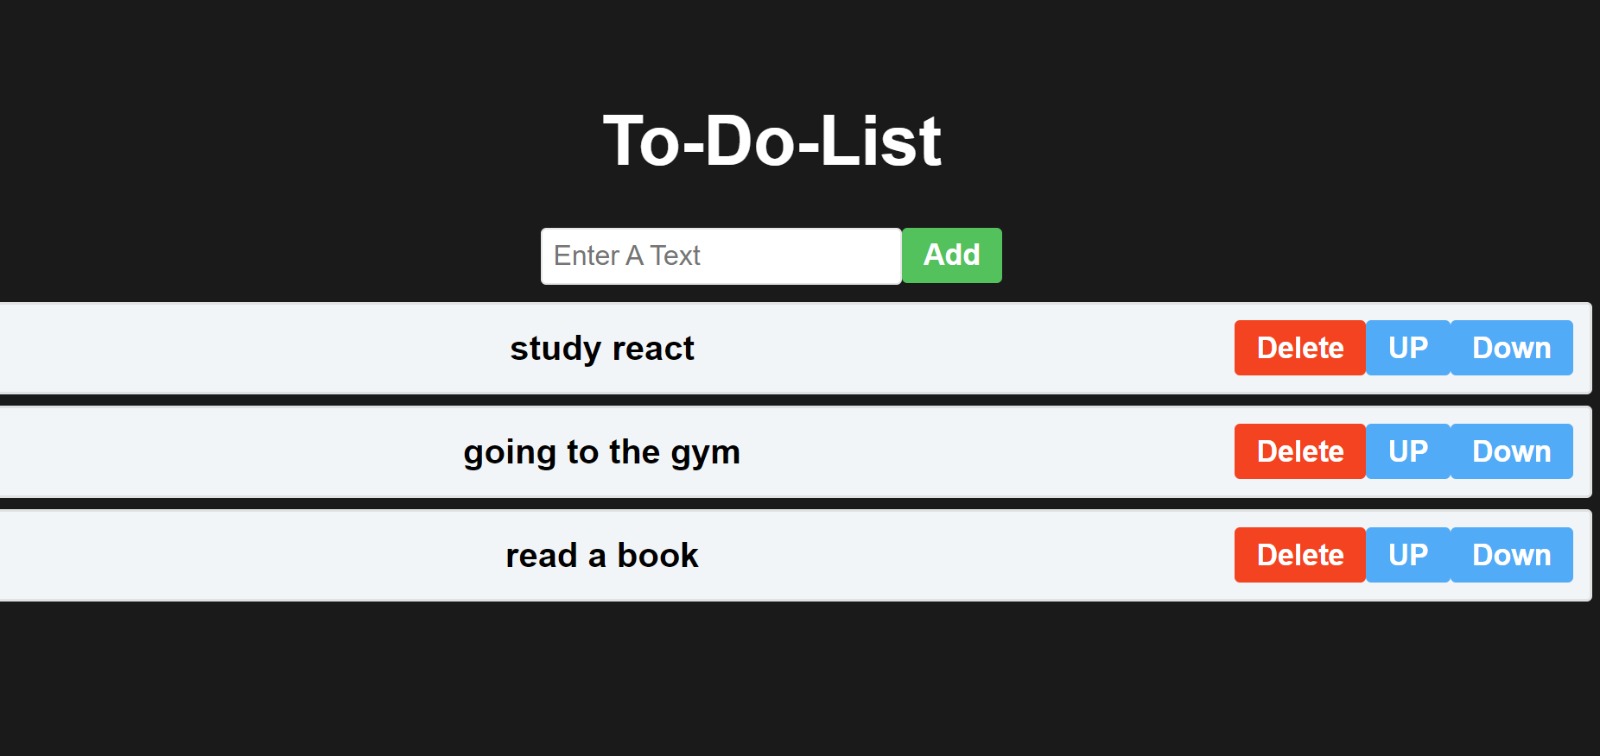 To-Do-List
Enter A Text Add
study react Delete UP Down
going to the gym Delete UP Down
read a book Delete UP Down